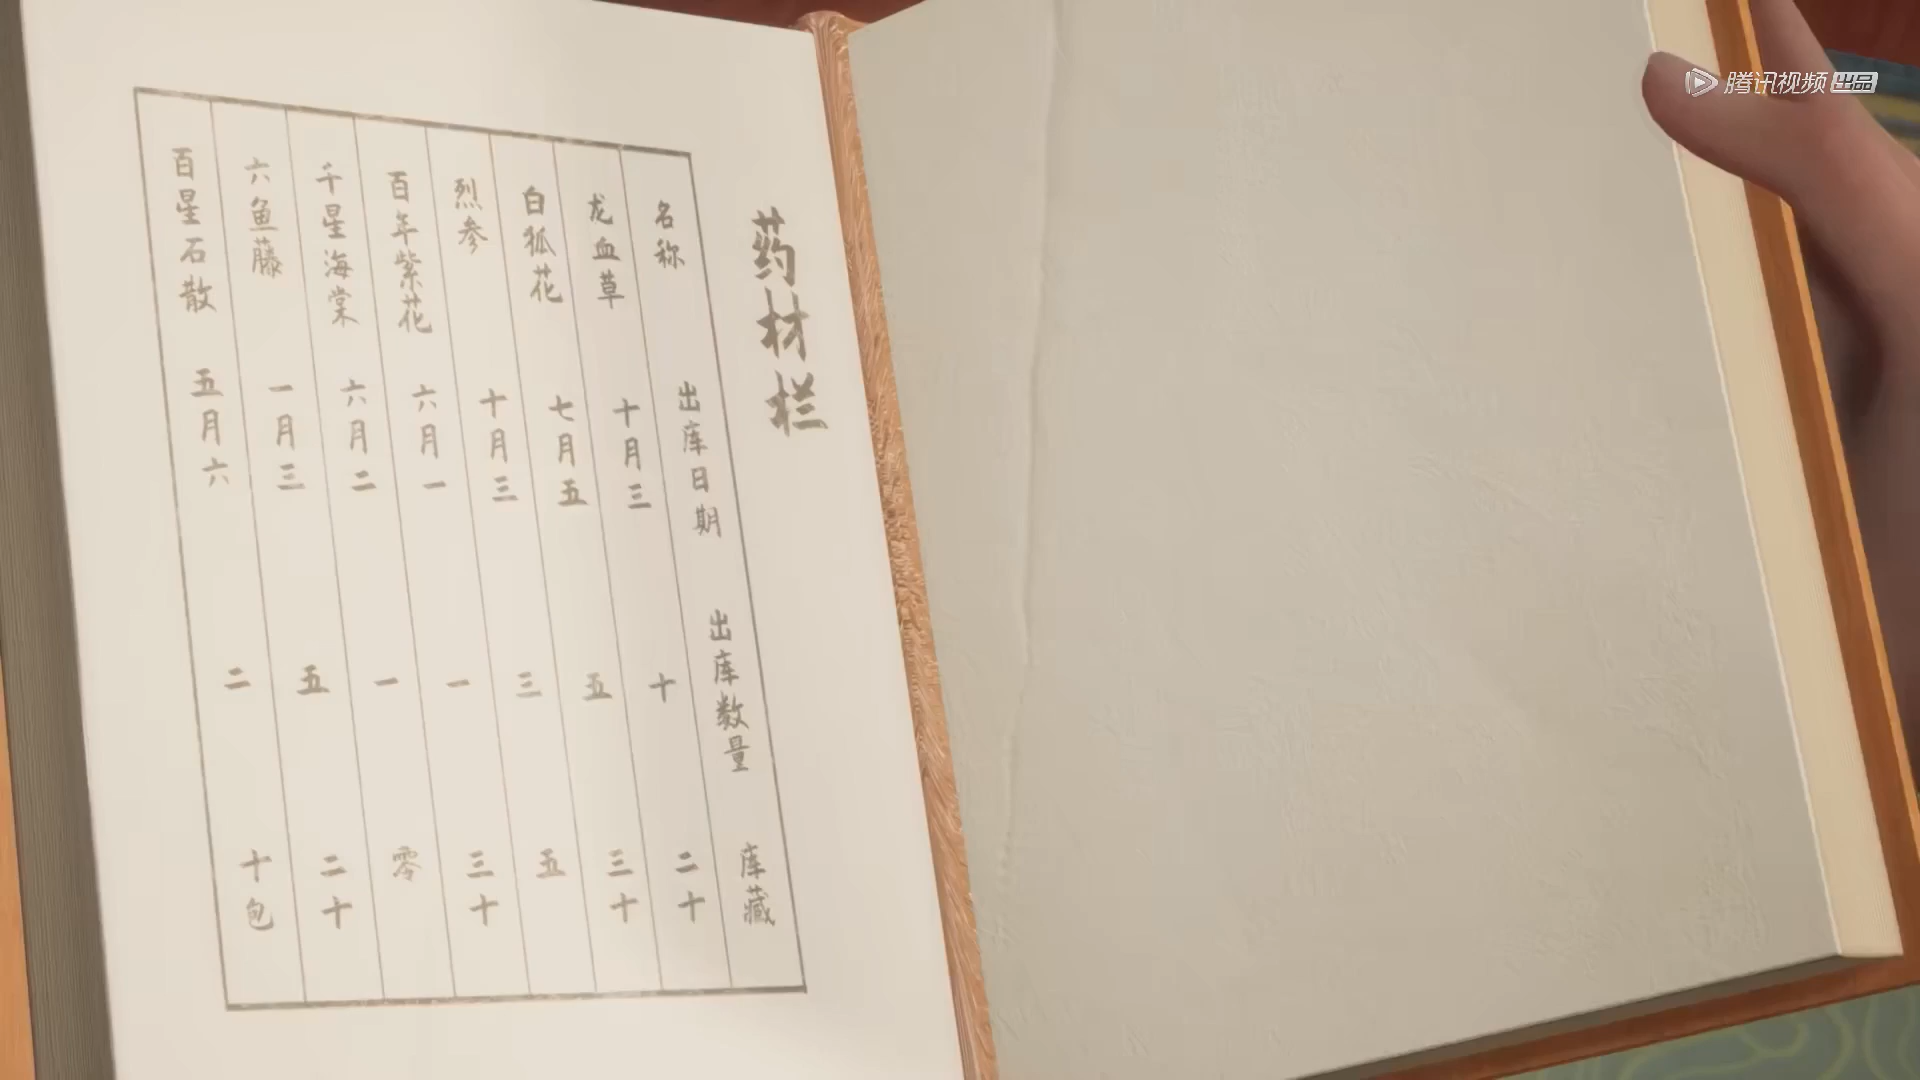 药材栏
名称 出库日期 出库数量 库藏
龙血草 十月三 十 二十
白狐花 七月五 五 三十
烈参 十月三 三 五
百年紫花 六月一 一 三十
千星海棠 六月二 一 零
六鱼藤 一月三 五 二十
百星石散 五月六 二 十包
腾讯视频 出品